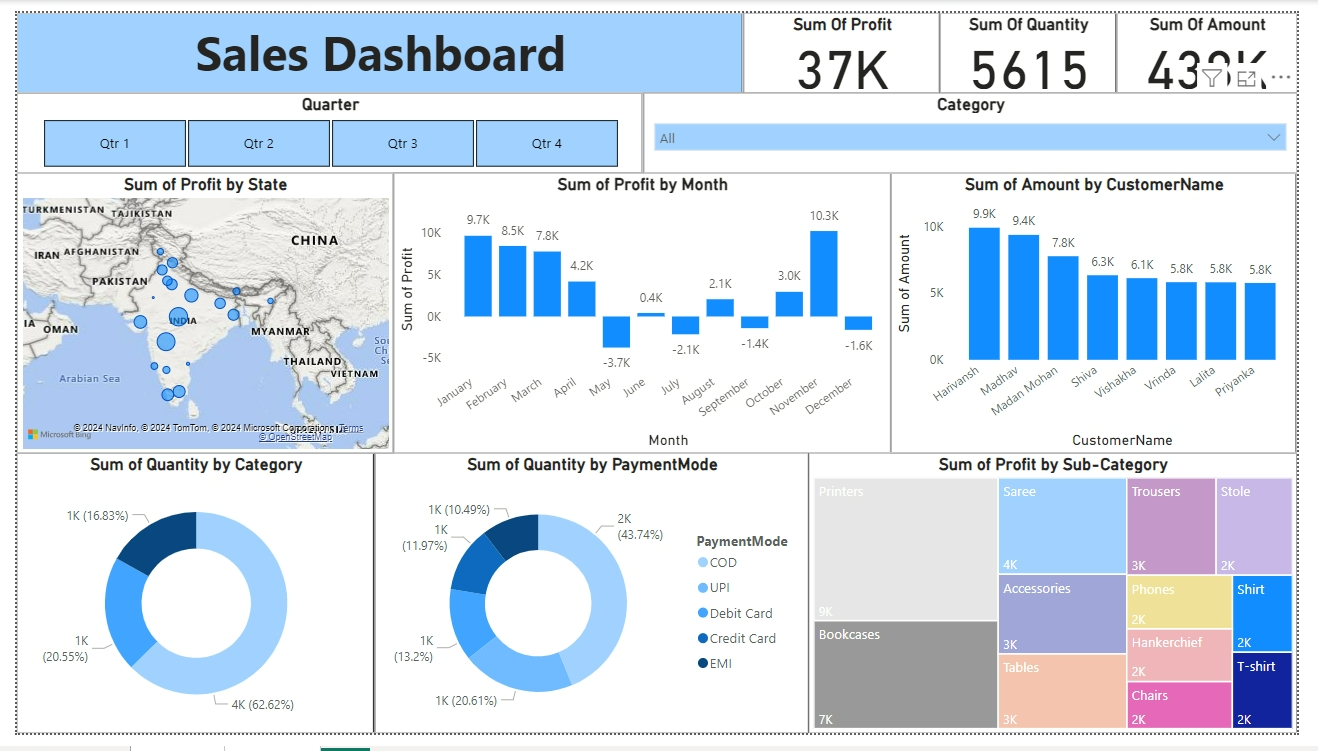 Sales Dashboard
Sum Of Profit
37K
Sum Of Quantity
5615
Sum Of Amount
Quarter
Qtr 1
Qtr 2
Qtr 3
Qtr 4
Category
All
Sum of Profit by State
TURKMENISTAN
TAJIKISTAN
CHINA
IRAN
AFGHANISTAN
PAKISTAN
INDIA
OMAN
MYANMAR
THAILAND
VIETNAM
Arabian Sea
Microsoft Bing
© 2024 NavInfo, © 2024 TomTom, © 2024 Microsoft Corporation, Terms
© OpenStreetMap
Sum of Profit by Month
Sum of Profit
10K
5K
0K
-5K
9.7K
8.5K
7.8K
4.2K
-3.7K
0.4K
-2.1K
2.1K
-1.4K
3.0K
10.3K
-1.6K
January
February
March
April
May
June
July
August
September
October
November
December
Month
Sum of Amount by CustomerName
Sum of Amount
10K
5K
0K
9.9K
9.4K
7.8K
6.3K
6.1K
5.8K
5.8K
5.8K
Harivansh
Madhav
Madan Mohan
Shiva
Vishakha
Vrinda
Lalita
Priyanka
CustomerName
Sum of Quantity by Category
1K (16.83%)
1K
(20.55%)
4K (62.62%)
Sum of Quantity by PaymentMode
1K (10.49%)
1K
(11.97%)
1K
(13.2%)
1K (20.61%)
2K
(43.74%)
PaymentMode
COD
UPI
Debit Card
Credit Card
EMI
Sum of Profit by Sub-Category
Printers
9K
Bookcases
7K
Saree
4K
Accessories
3K
Tables
3K
Trousers
3K
Stole
2K
Phones
2K
Hankerchief
2K
Chairs
2K
Shirt
2K
T-shirt
2K